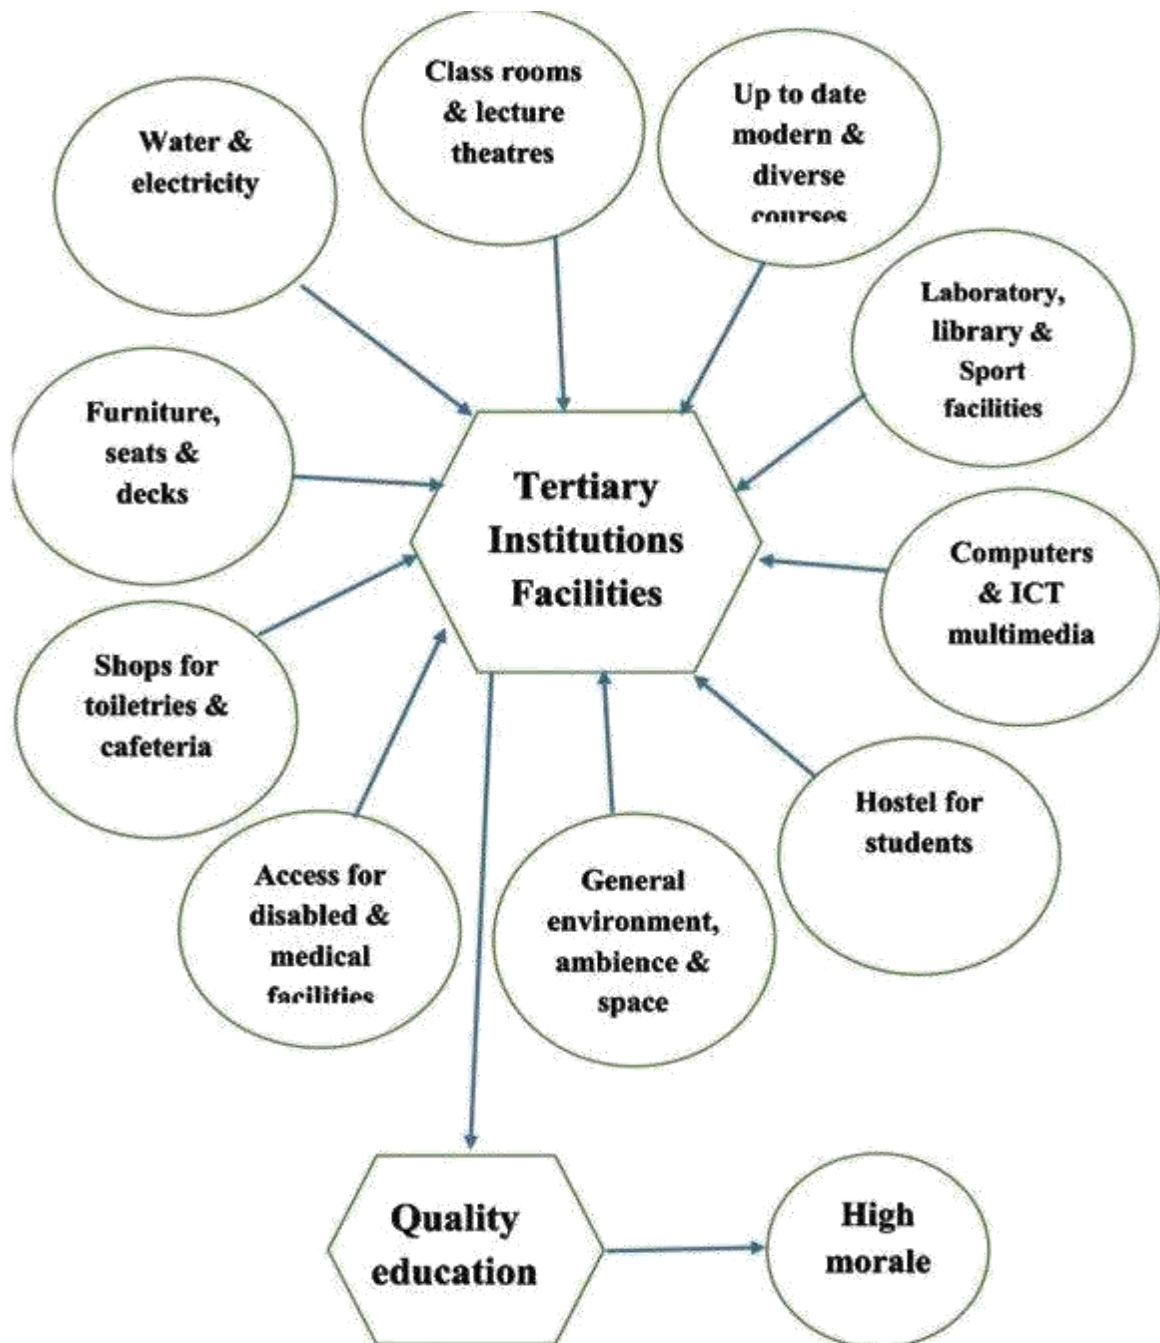 Class rooms
& lecture
theatres
Up to date
modern &
diverse
courses
Water &
electricity
Laboratory,
library &
Sport
facilities
Furniture,
seats &
decks
Tertiary
Institutions
Facilities
Computers
& ICT
multimedia
Shops for
toiletries &
cafeteria
Hostel for
students
Access for
disabled &
medical
facilities
General
environment,
ambience &
space
Quality
education
High
morale